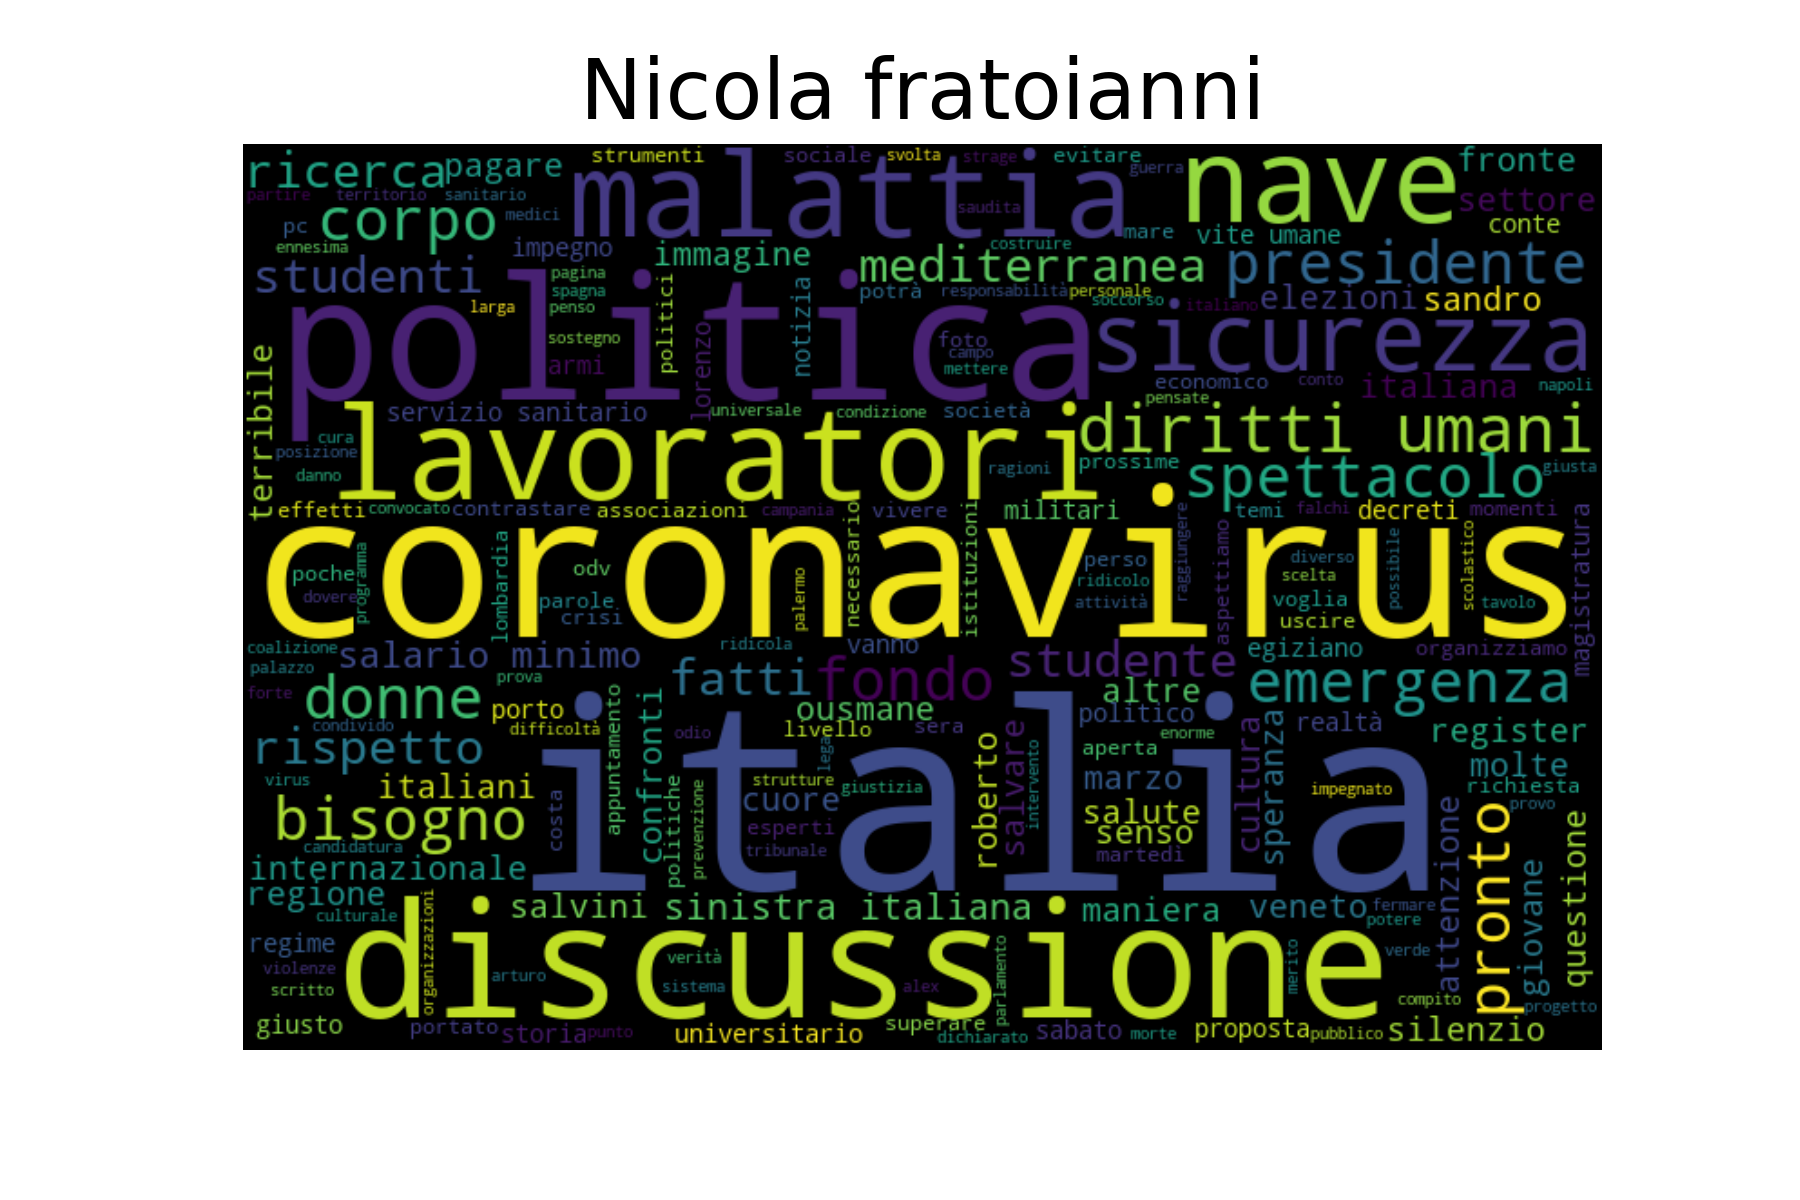 Nicola fratoianni
ricerca
pagare
strumenti
sociale
svolta
strage
evitare
guerra
nave
fronte
partire
territorio
sanitario
malattia
saudita
settore
corpo
medici
pc
ennesima
impegno
immagine
costruire
mare
vite umane
conte
studenti
pagina
spagna
penso
larga
mediterranea
presidente
potrà
responsabilità
personale
soccorso
italiano
elezioni
sandro
politica
politici
notizia
lorenzo
sostegno
armi
foto
campo
mettere
sicurezza
terribile
economico
conto
italiana
napoli
pensate
servizio sanitario
universale
condizione
società
diritti umani
cura
posizione
danno
lavoratori
ragioni
prossime
spettacolo
giusta
effetti
convocato
contrastare
associazioni
campania
vivere
militari
temi
falchi
decreti
momenti
coronavirus
necessario
istituzioni
raggiungere
aspettiamo
magistratura
poche
programma
dovere
lombardia
odv
parole
crisi
palermo
perso
ridicolo
attività
diverso
scelta
voglia
uscire
possibile
scolastico
tavolo
coalizione
palazzo
forte
salario minimo
ridicola
vanno
studente
egiziano
organizziamo
prova
fatti
fondo
emergenza
donne
porto
condivido
difficoltà
ousmane
altre
politico
enorme
realtà
register
rispetto
appuntamento
confronti
odio
livello
lega
sera
aperta
cultura
speranza
molte
richiesta
virus
italiani
italia
strutture
giustizia
roberto
salvare
intervento
marzo
impegnato
provo
bisogno
costa
politiche
prevenzione
cuore
esperti
tribunale
salute
senso
martedì
candidatura
internazionale
regione
culturale
organizzazioni
salvini
sinistra italiana
maniera
veneto
fermare
potere
attenzione
pronto
giovane
questione
regime
violenze
scritto
discussione
arturo
verità
sistema
alex
parlamento
merito
verde
compito
progetto
giusto
portato
storia
punto
universitario
superare
dichiarato
sabato
morte
proposta
pubblico
silenzio